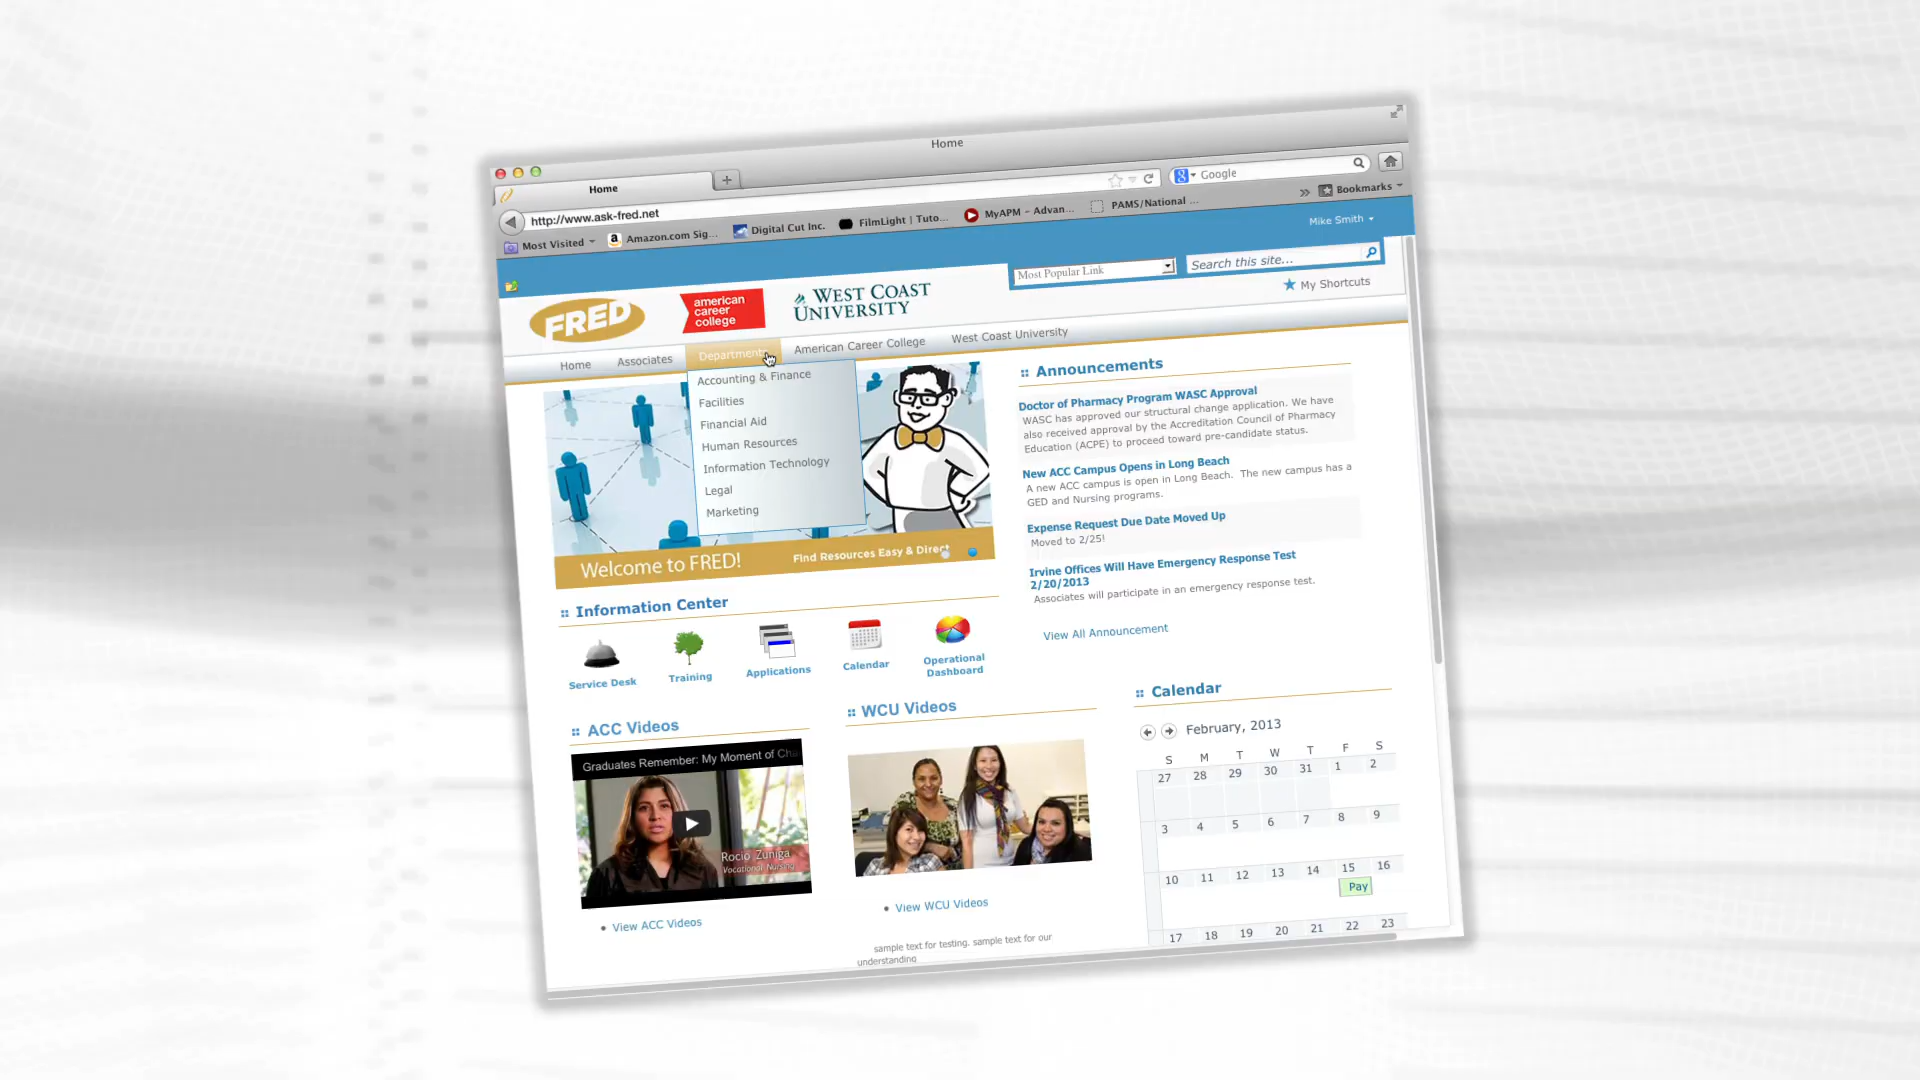 Home
Home
http://www.ask-fred.net
Google
Most Visited
Amazon.com Sig...
Digital Cut Inc.
FilmLight | Tuto...
MyAPM – Advan...
PAMS/National ...
Bookmarks
Mike Smith
Most Popular Link
Search this site...
My Shortcuts
FRED
american
career
college
WEST COAST
UNIVERSITY
Home
Associates
Departments
American Career College
West Coast University
Accounting & Finance
Facilities
Financial Aid
Human Resources
Information Technology
Legal
Marketing
Welcome to FRED!
Find Resources Easy & Direct
Announcements
Doctor of Pharmacy Program WASC Approval
WASC has approved our structural change application. We have
also received approval by the Accreditation Council of Pharmacy
Education (ACPE) to proceed toward pre-candidate status.
New ACC Campus Opens in Long Beach
A new ACC campus is open in Long Beach. The new campus has a
GED and Nursing programs.
Expense Request Due Date Moved Up
Moved to 2/25!
Irvine Offices Will Have Emergency Response Test
2/20/2013
Associates will participate in an emergency response test.
View All Announcement
Information Center
Service Desk
Training
Applications
Calendar
Operational
Dashboard
ACC Videos
Graduates Remember: My Moment of Cha
Rocio Zuniga
Vocational Nursing
View ACC Videos
WCU Videos
View WCU Videos
sample text for testing. sample text for our
understanding
Calendar
February, 2013
S M T W T F S
27 28 29 30 31 1 2
3 4 5 6 7 8 9
10 11 12 13 14 15 16
Pay
17 18 19 20 21 22 23